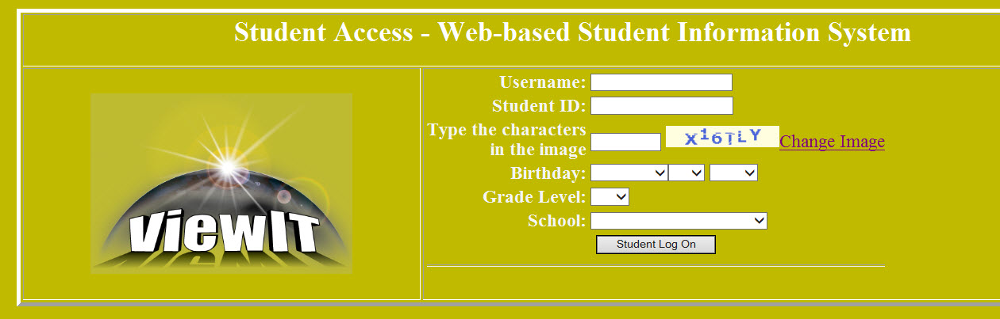 Student Access - Web-based Student Information System
Username:
Student ID:
Type the characters
in the image
X16TLY
Change Image
Birthday:
Grade Level:
School:
Student Log On
ViewIT